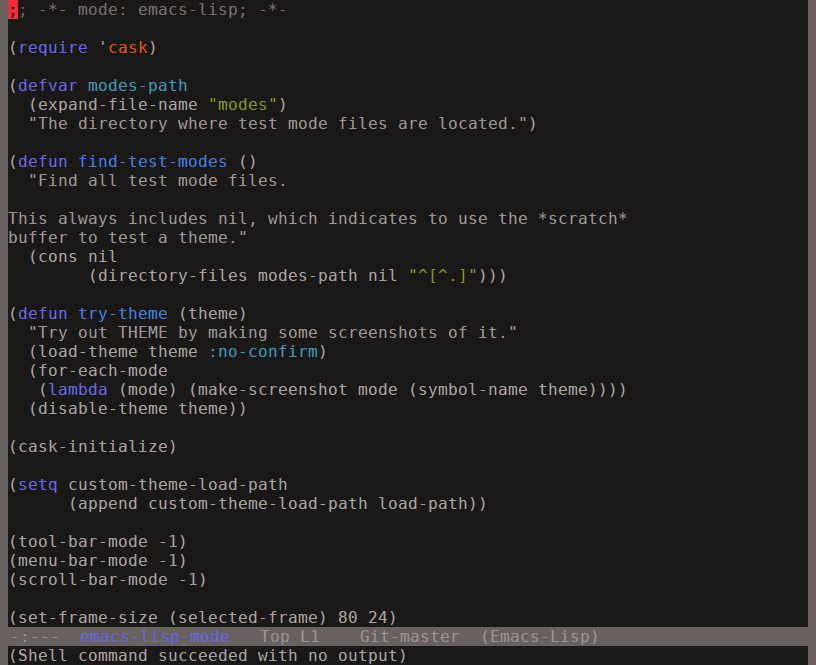 ;; -*- mode: emacs-lisp; -*-

(require 'cask)

(defvar modes-path
  (expand-file-name "modes")
  "The directory where test mode files are located.")

(defun find-test-modes ()
  "Find all test mode files.

This always includes nil, which indicates to use the *scratch*
buffer to test a theme."
  (cons nil
        (directory-files modes-path nil "^[^.]")))

(defun try-theme (theme)
  "Try out THEME by making some screenshots of it."
  (load-theme theme :no-confirm)
  (for-each-mode
   (lambda (mode) (make-screenshot mode (symbol-name theme))))
  (disable-theme theme))

(cask-initialize)

(setq custom-theme-load-path
      (append custom-theme-load-path load-path))

(tool-bar-mode -1)
(menu-bar-mode -1)
(scroll-bar-mode -1)

(set-frame-size (selected-frame) 80 24)
-:---  emacs-lisp-mode   Top L1    Git-master  (Emacs-Lisp)
(Shell command succeeded with no output)